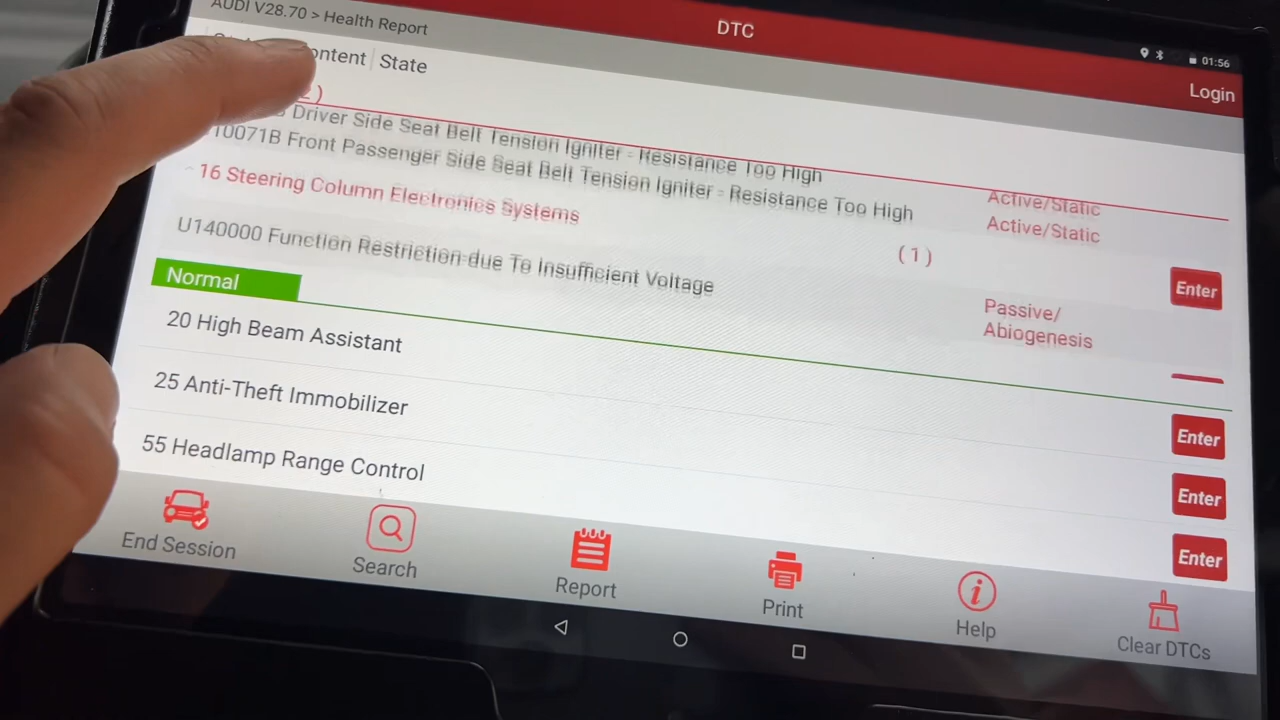 AUDI V28.70 > Health Report
DTC
01:56
Login
State
Driver Side Seat Belt Tension Igniter - Resistance Too High
Active/Static
Front Passenger Side Seat Belt Tension Igniter - Resistance Too High
Active/Static
16 Steering Column Electronics Systems
( 1 )
Enter
U140000 Function Restriction due To Insufficient Voltage
Passive/
Abiogenesis
Normal
20 High Beam Assistant
Enter
25 Anti-Theft Immobilizer
Enter
55 Headlamp Range Control
Enter
End Session
Search
Report
Print
Help
Clear DTCs